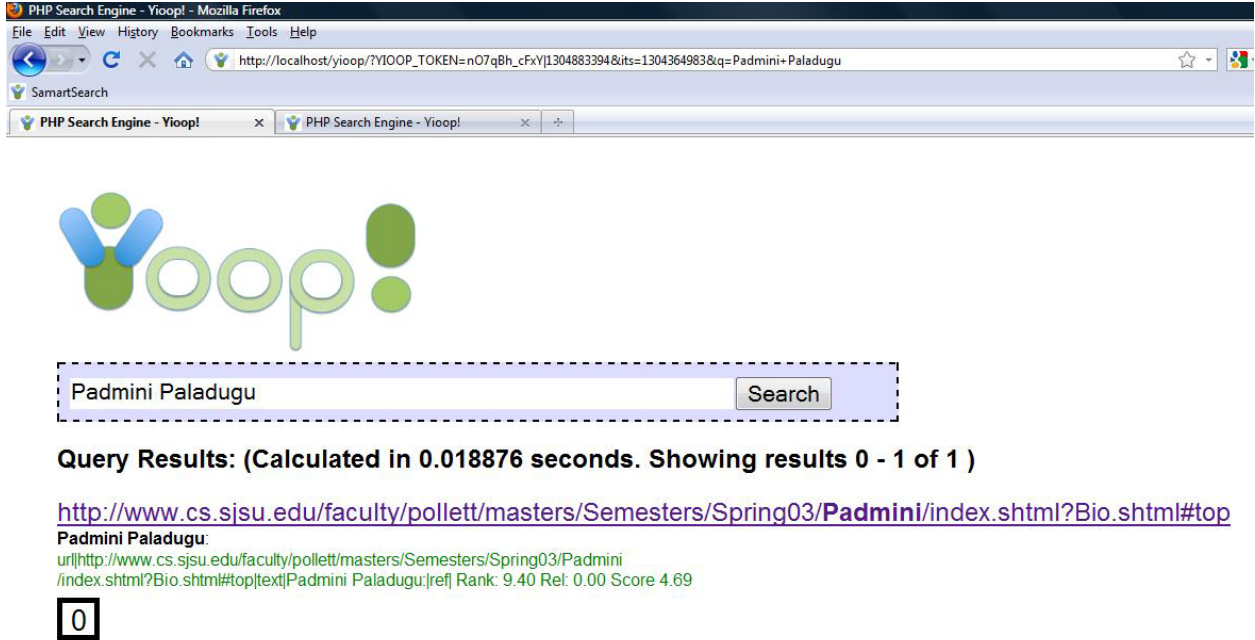 PHP Search Engine - Yioop! - Mozilla Firefox
File Edit View History Bookmarks Tools Help
http://localhost/yioop/?YIOOP_TOKEN=nO7qBh_cFxY|1304883394&its=1304364983&q=Padmini+Paladugu
SamartSearch
PHP Search Engine - Yioop! PHP Search Engine - Yioop!
Yioop!
Padmini Paladugu Search
Query Results: (Calculated in 0.018876 seconds. Showing results 0 - 1 of 1 )
http://www.cs.sjsu.edu/faculty/pollett/masters/Semesters/Spring03/Padmini/index.shtml?Bio.shtml#top
Padmini Paladugu:
url|http://www.cs.sjsu.edu/faculty/pollett/masters/Semesters/Spring03/Padmini
/index.shtml?Bio.shtml#top|text|Padmini Paladugu:|ref| Rank: 9.40 Rel: 0.00 Score 4.69
0